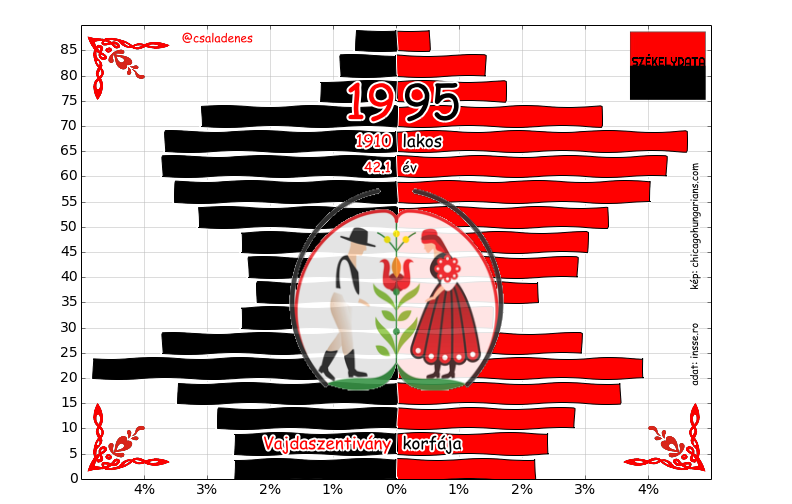 @csaladenes
SZÉKELYDATA
1995
1910 lakos
42.1 év
kép: chicagohungarians.com
adat: insse.ro
Vajdaszentivány korfája
85
80
75
70
65
60
55
50
45
40
35
30
25
20
15
10
5
0
4% 3% 2% 1% 0% 1% 2% 3% 4%